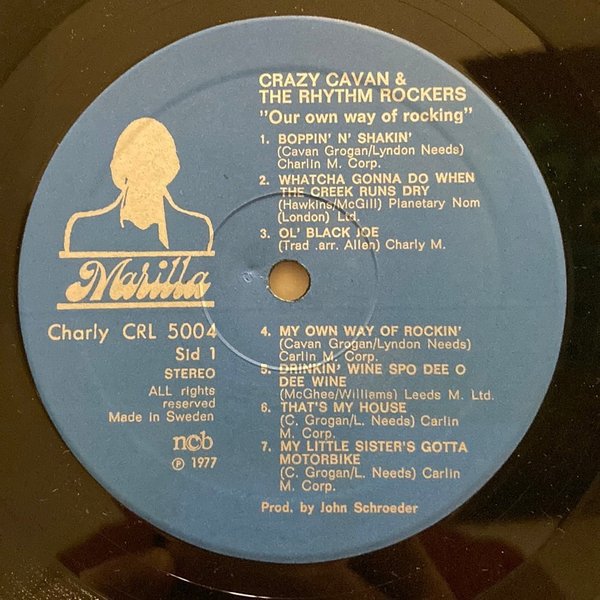 CRAZY CAVAN &
THE RHYTHM ROCKERS
"Our own way of rocking"
1. BOPPIN' N' SHAKIN'
(Cavan Grogan/Lyndon Needs)
Charlin M. Corp.
2. WHATCHA GONNA DO WHEN
THE CREEK RUNS DRY
(Hawkins/McGill) Planetary Nom
(London) Ltd.
3. OL' BLACK JOE
(Trad .arr. Allen) Charly M.
Marilla
Charly CRL 5004
Sid 1
STEREO
ALL rights
reserved
Made in Sweden
ncb
℗ 1977
4. MY OWN WAY OF ROCKIN'
(Cavan Grogan/Lyndon Needs)
Carlin M. Corp.
5. DRINKIN' WINE SPO DEE O
DEE WINE
(McGhee/Williams) Leeds M. Ltd.
6. THAT'S MY HOUSE
(C. Grogan/L. Needs) Carlin
M. Corp.
7. MY LITTLE SISTER'S GOTTA
MOTORBIKE
(C. Grogan/L. Needs) Carlin
M. Corp.
Prod. by John Schroeder